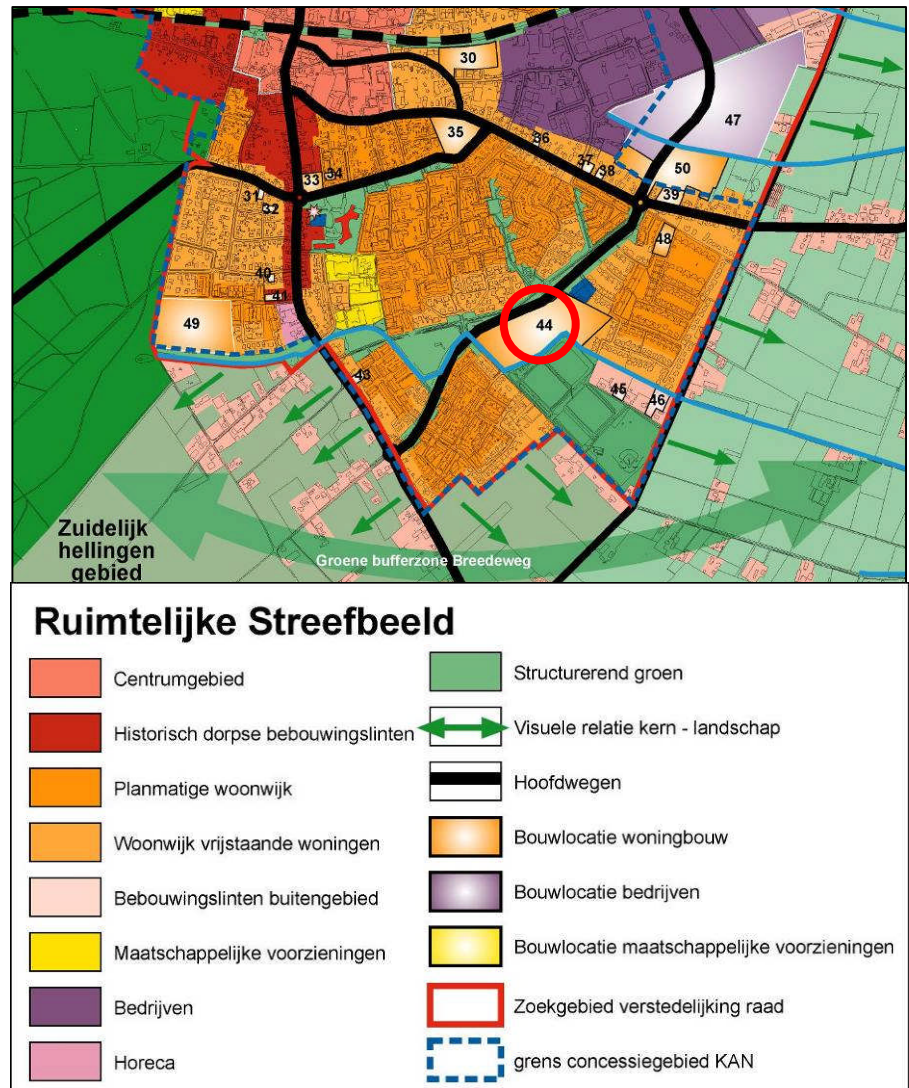 30
47
35
36
37
38
50
39
33
34
31
32
48
40
41
49
44
43
45
46
Zuidelijk
hellingen
gebied
Groene bufferzone Breedeweg
Ruimtelijke Streefbeeld
Centrumgebied
Historisch dorpse bebouwingslinten
Planmatige woonwijk
Woonwijk vrijstaande woningen
Bebouwingslinten buitengebied
Maatschappelijke voorzieningen
Bedrijven
Horeca
Structurerend groen
Visuele relatie kern - landschap
Hoofdwegen
Bouwlocatie woningbouw
Bouwlocatie bedrijven
Bouwlocatie maatschappelijke voorzieningen
Zoekgebied verstedelijking raad
grens concessiegebied KAN